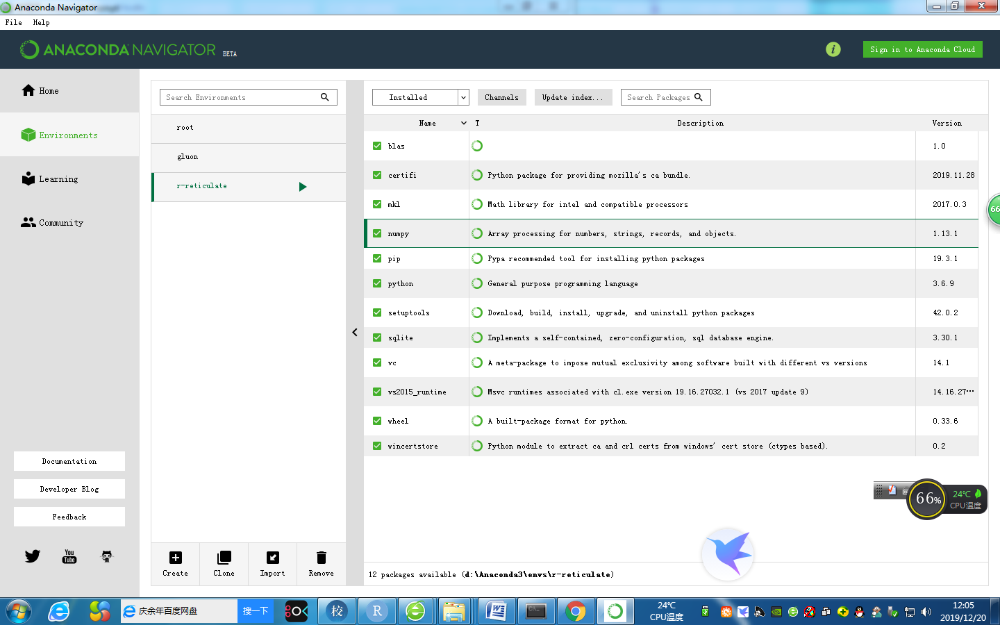 Anaconda Navigator
File Help
ANACONDA NAVIGATOR BETA
i
Sign in to Anaconda Cloud
Home
Environments
Learning
Community
Documentation
Developer Blog
Feedback
You Tube
Search Environments
root
gluon
r-reticulate
Create Clone Import Remove
Installed Channels Update index... Search Packages
Name T Description Version
blas 1.0
certifi Python package for providing mozilla's ca bundle. 2019.11.28
mkl Math library for intel and compatible processors 2017.0.3
numpy Array processing for numbers, strings, records, and objects. 1.13.1
pip Pypa recommended tool for installing python packages 19.3.1
python General purpose programming language 3.6.9
setuptools Download, build, install, upgrade, and uninstall python packages 42.0.2
sqlite Implements a self-contained, zero-configuration, sql database engine. 3.30.1
vc A meta-package to impose mutual exclusivity among software built with different vs versions 14.1
vs2015_runtime Msvc runtimes associated with cl.exe version 19.16.27032.1 (vs 2017 update 9) 14.16.27…
wheel A built-package format for python. 0.33.6
wincertstore Python module to extract ca and crl certs from windows' cert store (ctypes based). 0.2
66
66%
24℃
CPU温度
12 packages available (d:\Anaconda3\envs\r-reticulate)
庆余年百度网盘 搜一下
校
R
24℃
CPU温度
12:05
2019/12/20